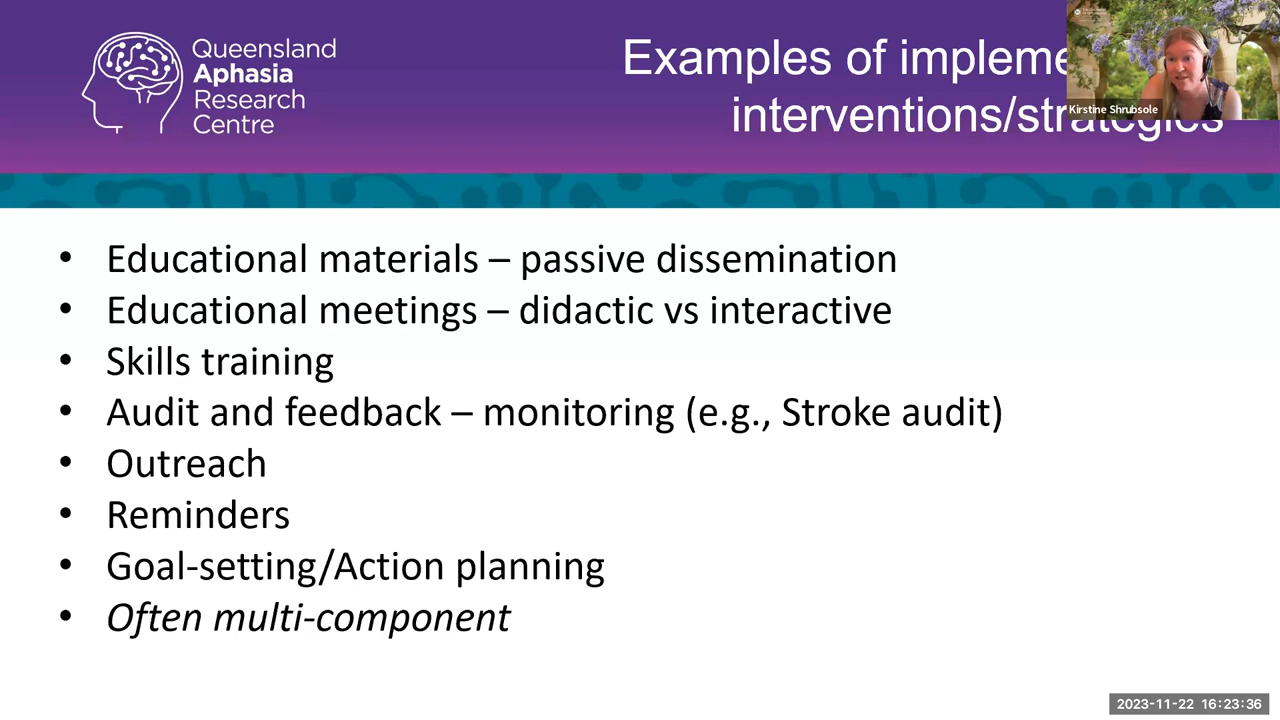 Queensland
Aphasia
Research
Centre
Examples of
interventions/strategies
Kirstine Shrubsole
• Educational materials – passive dissemination
• Educational meetings – didactic vs interactive
• Skills training
• Audit and feedback – monitoring (e.g., Stroke audit)
• Outreach
• Reminders
• Goal-setting/Action planning
• Often multi-component
2023-11-22 16:23:36